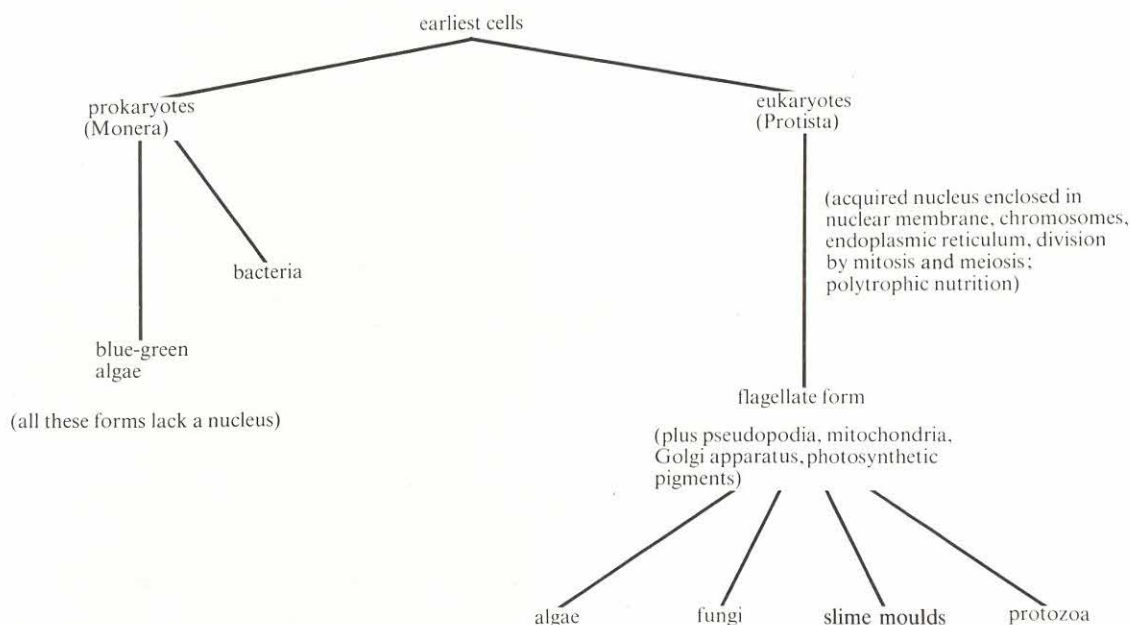 earliest cells
prokaryotes
(Monera)
eukaryotes
(Protista)
(acquired nucleus enclosed in
nuclear membrane, chromosomes,
endoplasmic reticulum, division
by mitosis and meiosis;
polytrophic nutrition)
bacteria
blue-green
algae
(all these forms lack a nucleus)
flagellate form
(plus pseudopodia, mitochondria,
Golgi apparatus, photosynthetic
pigments)
algae
fungi
slime moulds
protozoa